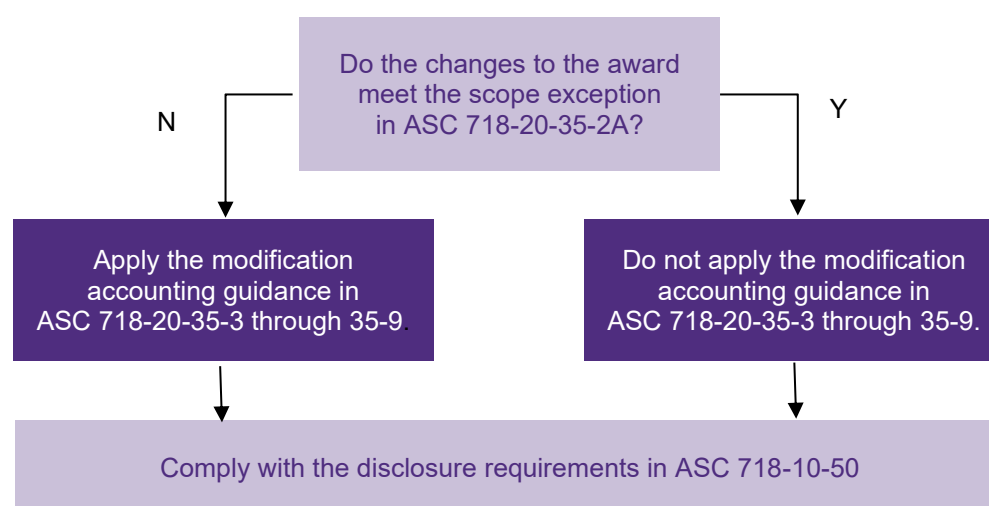 Do the changes to the award
meet the scope exception
in ASC 718-20-35-2A?
N
Y
Apply the modification
accounting guidance in
ASC 718-20-35-3 through 35-9.
Do not apply the modification
accounting guidance in
ASC 718-20-35-3 through 35-9.
Comply with the disclosure requirements in ASC 718-10-50